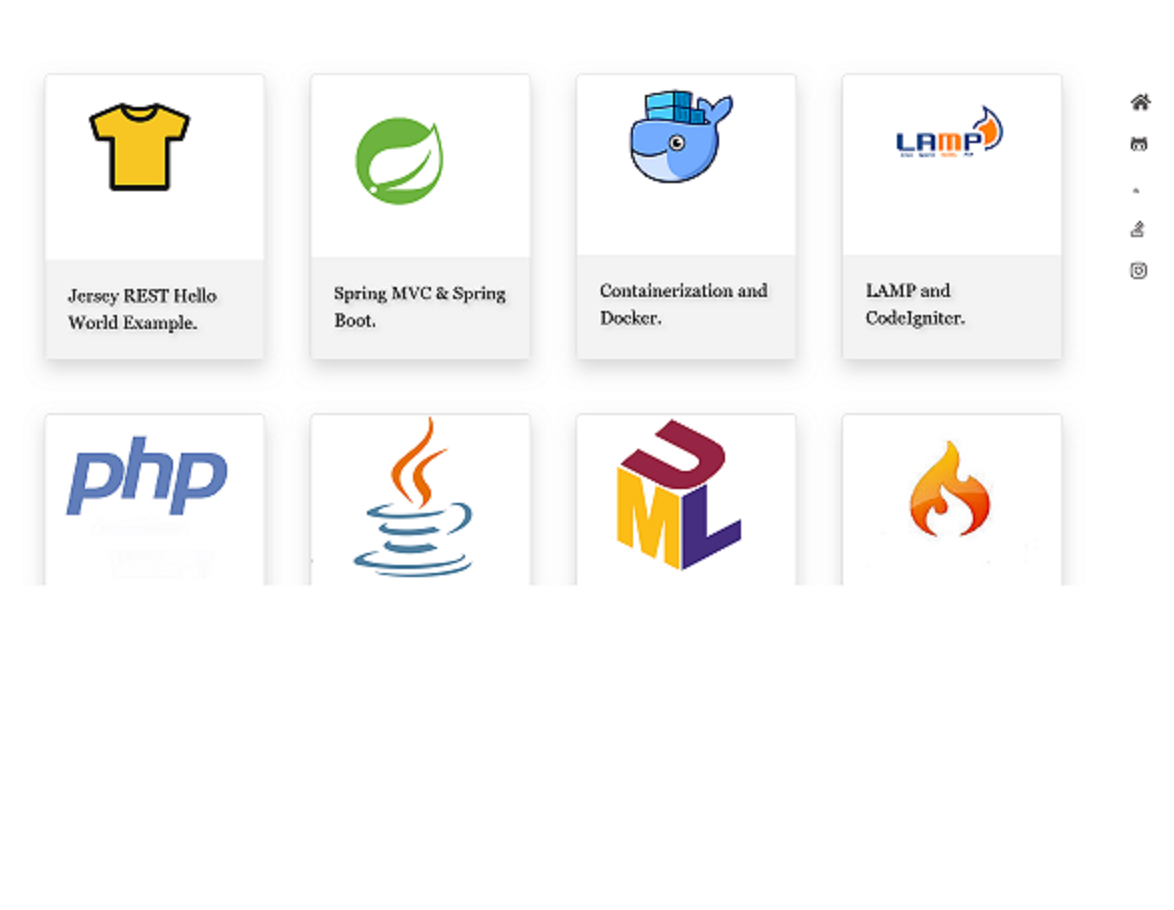 LAMP
Jersey REST Hello
World Example.
Spring MVC & Spring
Boot.
Containerization and
Docker.
LAMP and
CodeIgniter.
php
UML